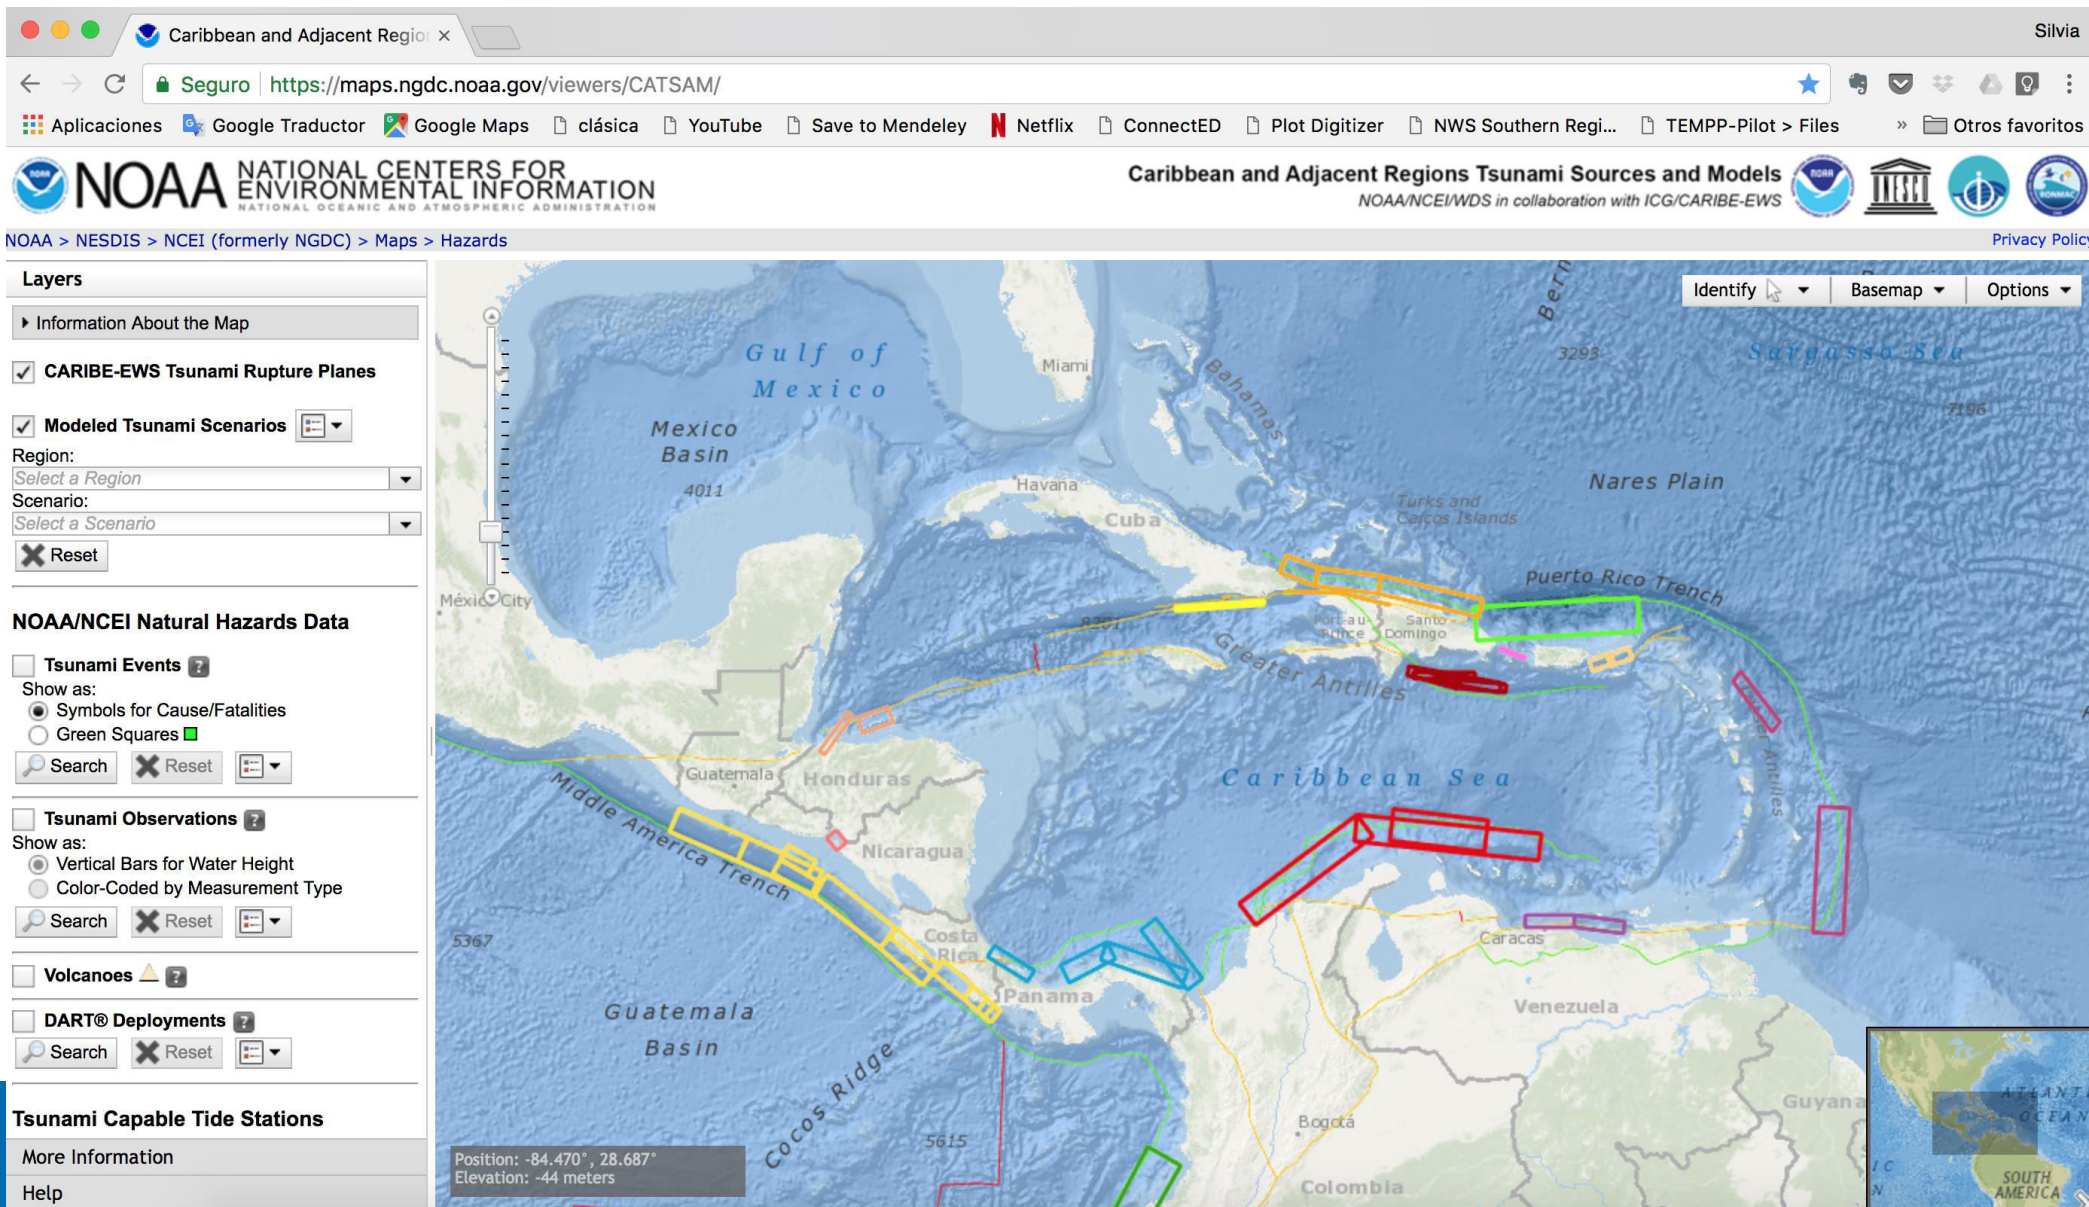 Caribbean and Adjacent Regio
Silvia
Seguro https://maps.ngdc.noaa.gov/viewers/CATSAM/
Aplicaciones Google Traductor Google Maps clásica YouTube Save to Mendeley Netflix ConnectED Plot Digitizer NWS Southern Regi... TEMPP-Pilot > Files » Otros favoritos
NOAA NATIONAL CENTERS FOR
ENVIRONMENTAL INFORMATION
NATIONAL OCEANIC AND ATMOSPHERIC ADMINISTRATION
Caribbean and Adjacent Regions Tsunami Sources and Models
NOAA/NCEI/WDS in collaboration with ICG/CARIBE-EWS
NOAA
UNESCO
RONMAC
NOAA > NESDIS > NCEI (formerly NGDC) > Maps > Hazards
Privacy Policy
Layers
Information About the Map
CARIBE-EWS Tsunami Rupture Planes
Modeled Tsunami Scenarios
Region:
Select a Region
Scenario:
Select a Scenario
Reset
NOAA/NCEI Natural Hazards Data
Tsunami Events ?
Show as:
Symbols for Cause/Fatalities
Green Squares
Search Reset
Tsunami Observations ?
Show as:
Vertical Bars for Water Height
Color-Coded by Measurement Type
Search Reset
Volcanoes ?
DART® Deployments ?
Search Reset
Tsunami Capable Tide Stations
More Information
Help
Identify Basemap Options
Bern
Gulf of
Mexico
Miami
Bahamas
3293
Sargasso Sea
7196
Mexico
Basin
4011
Havana
Cuba
Turks and
Caicos Islands
Nares Plain
México City
Puerto Rico Trench
8201
Port-au-
Prince
Santo
Domingo
Greater Antilles
Guatemala
Honduras
Caribbean Sea
Antilles
Middle America Trench
Nicaragua
5367
Costa
Rica
Panama
Caracas
Venezuela
Guatemala
Basin
Cocos Ridge
5615
Bogotá
Colombia
Guyana
Position: -84.470°, 28.687°
Elevation: -44 meters
ATLANT
OCEAN
SOUTH
AMERICA